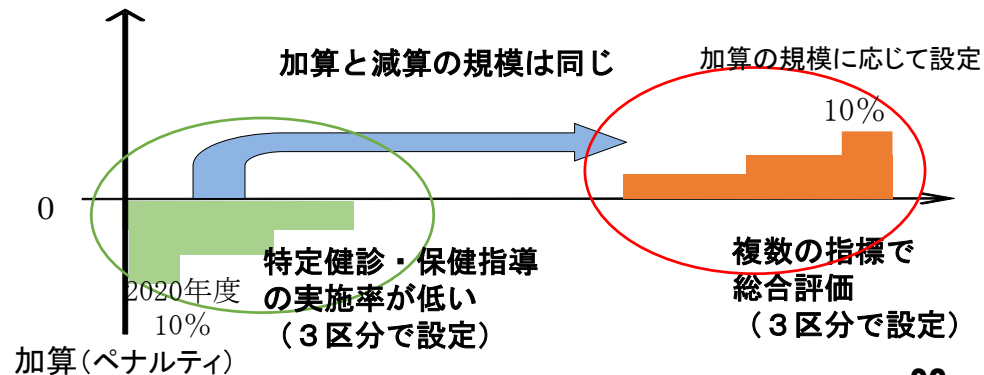 加算と減算の規模は同じ
加算の規模に応じて設定
10%
0
特定健診・保健指導
の実施率が低い
（３区分で設定）
2020年度
10%
加算(ペナルティ)
複数の指標で
総合評価
（３区分で設定）